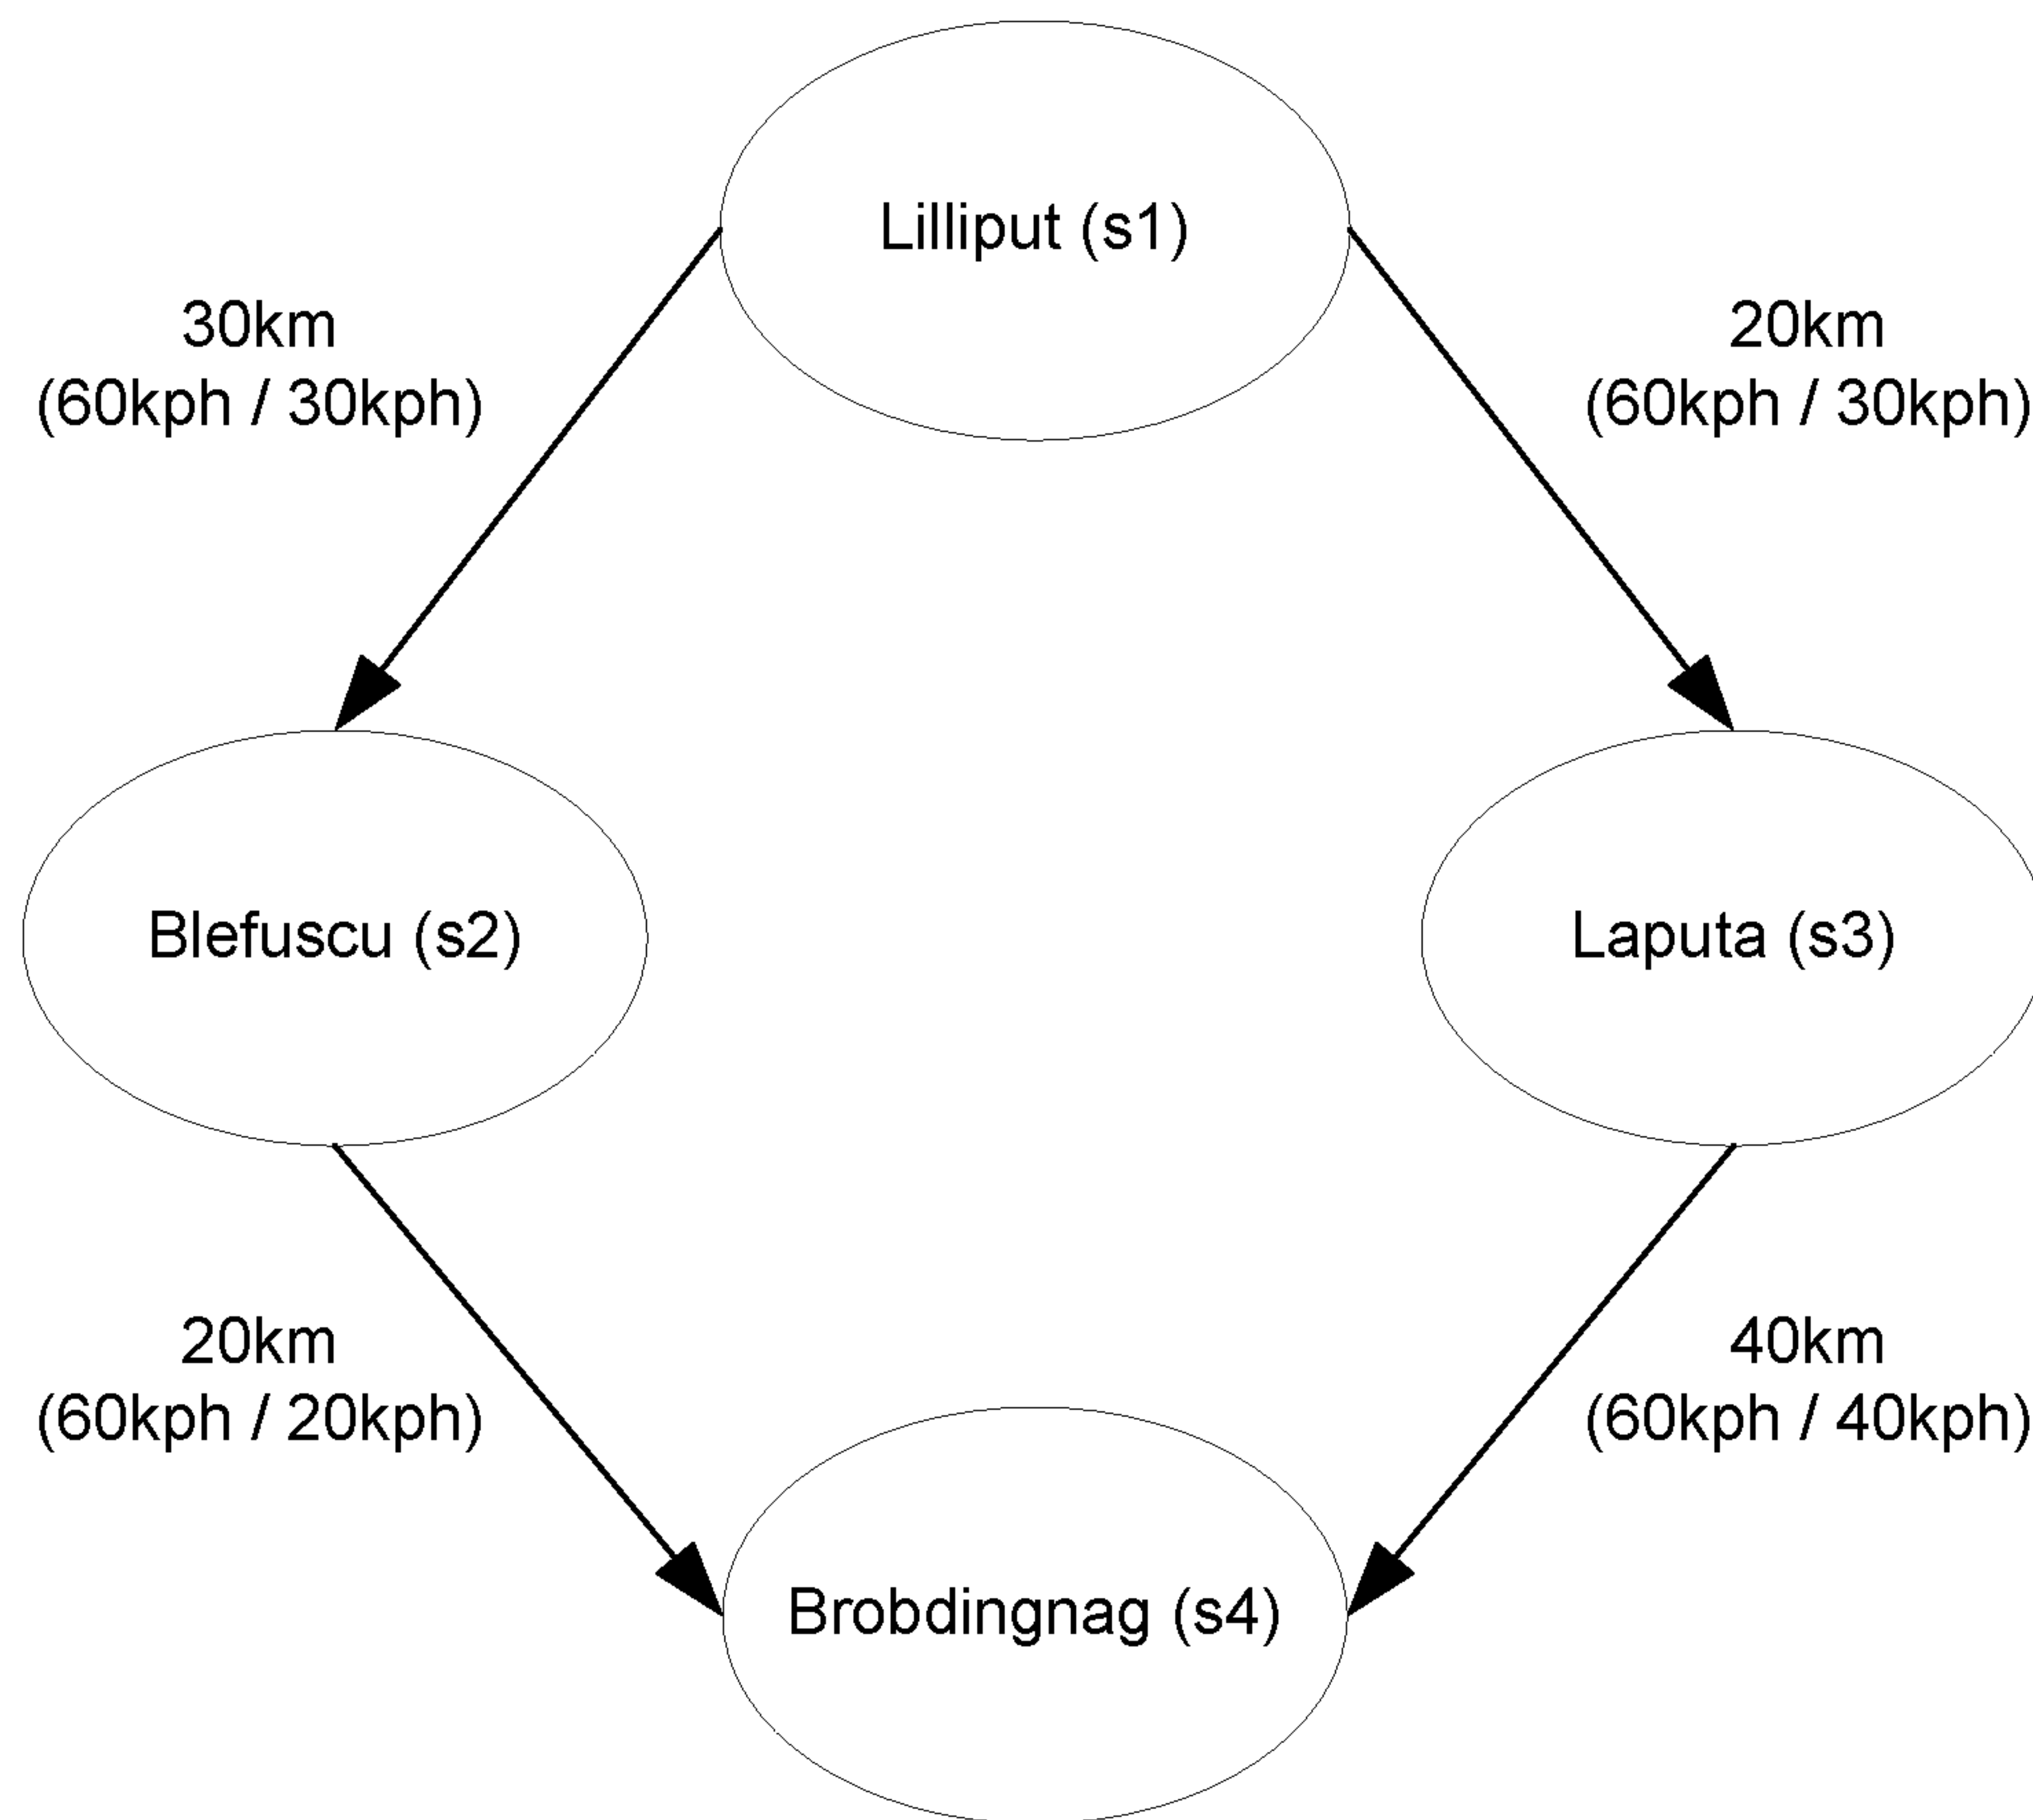 Lilliput (s1)
30km
(60kph / 30kph)
20km
(60kph / 30kph)
Blefuscu (s2)
Laputa (s3)
20km
(60kph / 20kph)
40km
(60kph / 40kph)
Brobdingnag (s4)